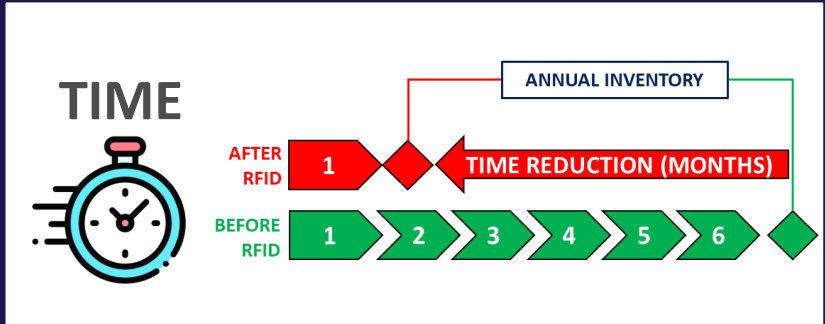 TIME
ANNUAL INVENTORY
AFTER
RFID
1
TIME REDUCTION (MONTHS)
BEFORE
RFID
1 2 3 4 5 6